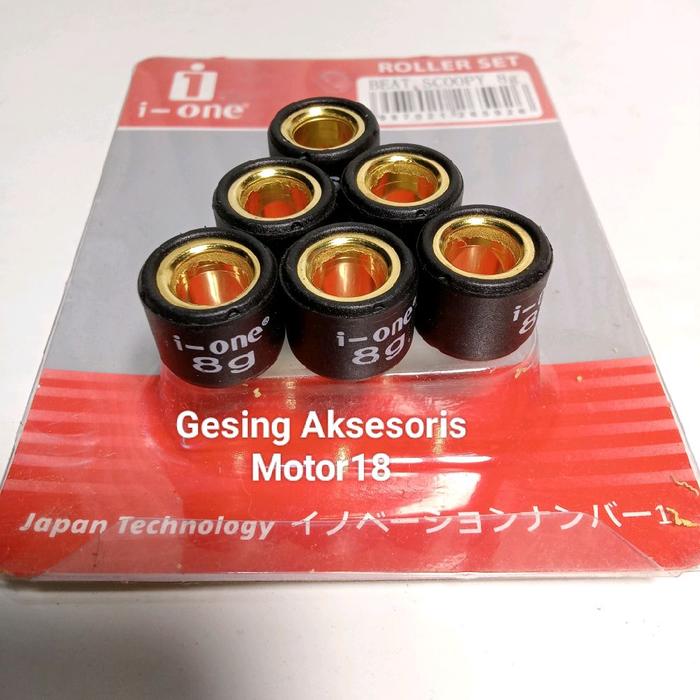 ROLLER SET
BEAT, SCOOPY 8g
i
i-one®
i-one®
8g
i-one
8g
i-
8
Gesing Aksesoris
Motor18
Japan Technology イノベーションナンバー1